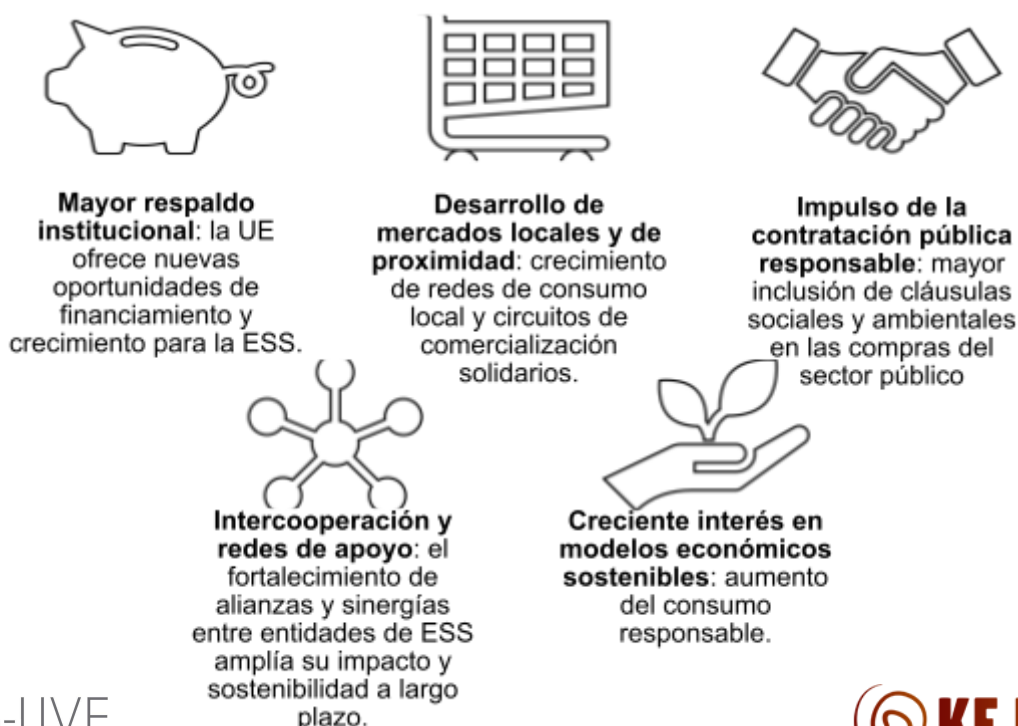 Mayor respaldo
institucional: la UE
ofrece nuevas
oportunidades de
financiamiento y
crecimiento para la ESS.
Desarrollo de
mercados locales y de
proximidad: crecimiento
de redes de consumo
local y circuitos de
comercialización
solidarios.
Impulso de la
contratación pública
responsable: mayor
inclusión de cláusulas
sociales y ambientales
en las compras del
sector público
Intercooperación y
redes de apoyo: el
fortalecimiento de
alianzas y sinergías
entre entidades de ESS
amplía su impacto y
sostenibilidad a largo
plazo.
Creciente interés en
modelos económicos
sostenibles: aumento
del consumo
responsable.